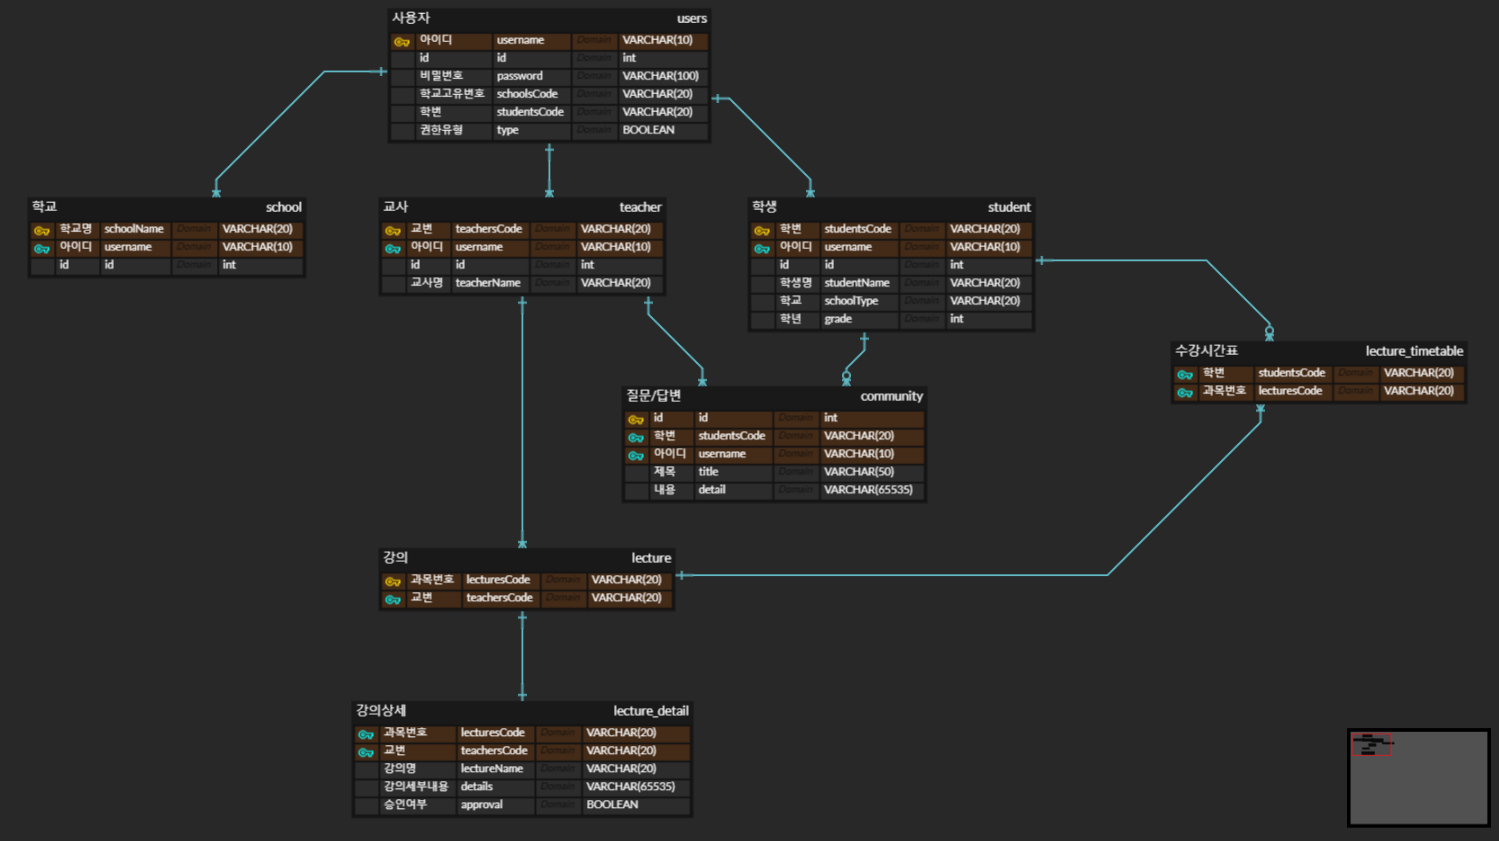 사용자 users
아이디 username Domain VARCHAR(10)
id id Domain int
비밀번호 password Domain VARCHAR(100)
학교고유번호 schoolsCode Domain VARCHAR(20)
학번 studentsCode Domain VARCHAR(20)
권한유형 type Domain BOOLEAN
학교 school
학교명 schoolName Domain VARCHAR(20)
아이디 username Domain VARCHAR(10)
id id Domain int
교사 teacher
교번 teachersCode Domain VARCHAR(20)
아이디 username Domain VARCHAR(10)
id id Domain int
교사명 teacherName Domain VARCHAR(20)
학생 student
학번 studentsCode Domain VARCHAR(20)
아이디 username Domain VARCHAR(10)
id id Domain int
학생명 studentName Domain VARCHAR(20)
학교 schoolType Domain VARCHAR(20)
학년 grade Domain int
수강시간표 lecture_timetable
학번 studentsCode Domain VARCHAR(20)
과목번호 lecturesCode Domain VARCHAR(20)
질문/답변 community
id id Domain int
학번 studentsCode Domain VARCHAR(20)
아이디 username Domain VARCHAR(10)
제목 title Domain VARCHAR(50)
내용 detail Domain VARCHAR(65535)
강의 lecture
과목번호 lecturesCode Domain VARCHAR(20)
교번 teachersCode Domain VARCHAR(20)
강의상세 lecture_detail
과목번호 lecturesCode Domain VARCHAR(20)
교번 teachersCode Domain VARCHAR(20)
강의명 lectureName Domain VARCHAR(20)
강의세부내용 details Domain VARCHAR(65535)
승인여부 approval Domain BOOLEAN